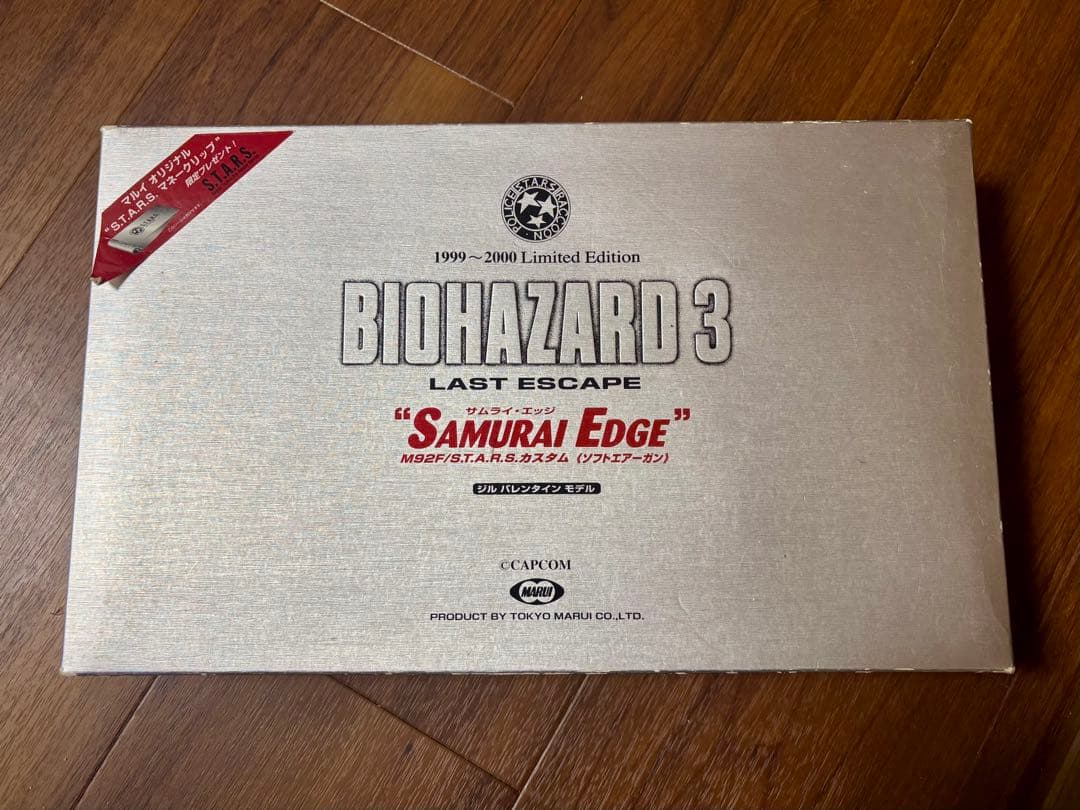 マルイ オリジナル
"S.T.A.R.S. マネークリップ"
限定プレゼント!
S.T.A.R.S.
POLICE S.T.A.R.S. RACCOON
1999～2000 Limited Edition
BIOHAZARD 3
LAST ESCAPE
サムライ・エッジ
"SAMURAI EDGE"
M92F/S.T.A.R.S.カスタム (ソフトエアーガン)
ジル バレンタイン モデル
©CAPCOM
MARUI
PRODUCT BY TOKYO MARUI CO.,LTD.